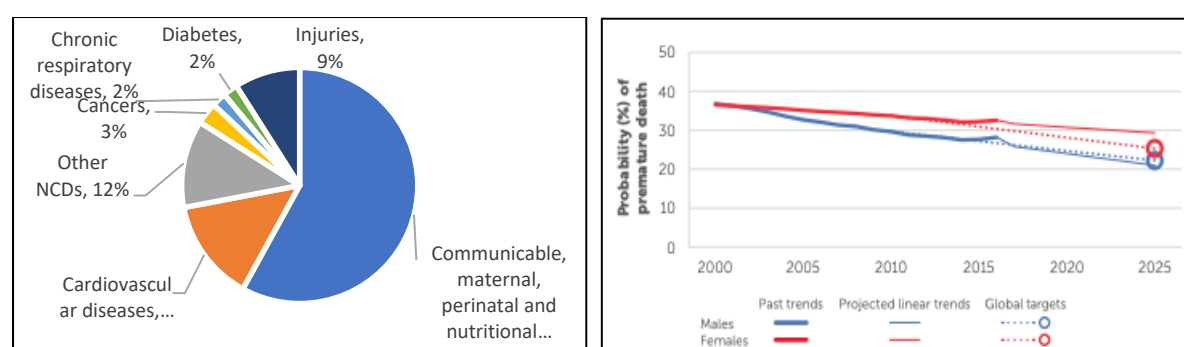 Chronic
respiratory
diseases, 2%
Diabetes,
2%
Injuries,
9%
Cancers,
3%
Other
NCDs, 12%
Cardiovascul
ar diseases,...
Communicable,
maternal,
perinatal and
nutritional...
Probability (%) of
premature death
50
40
30
20
10
0
2000 2005 2010 2015 2020 2025
Past trends Projected linear trends Global targets
Males
Females